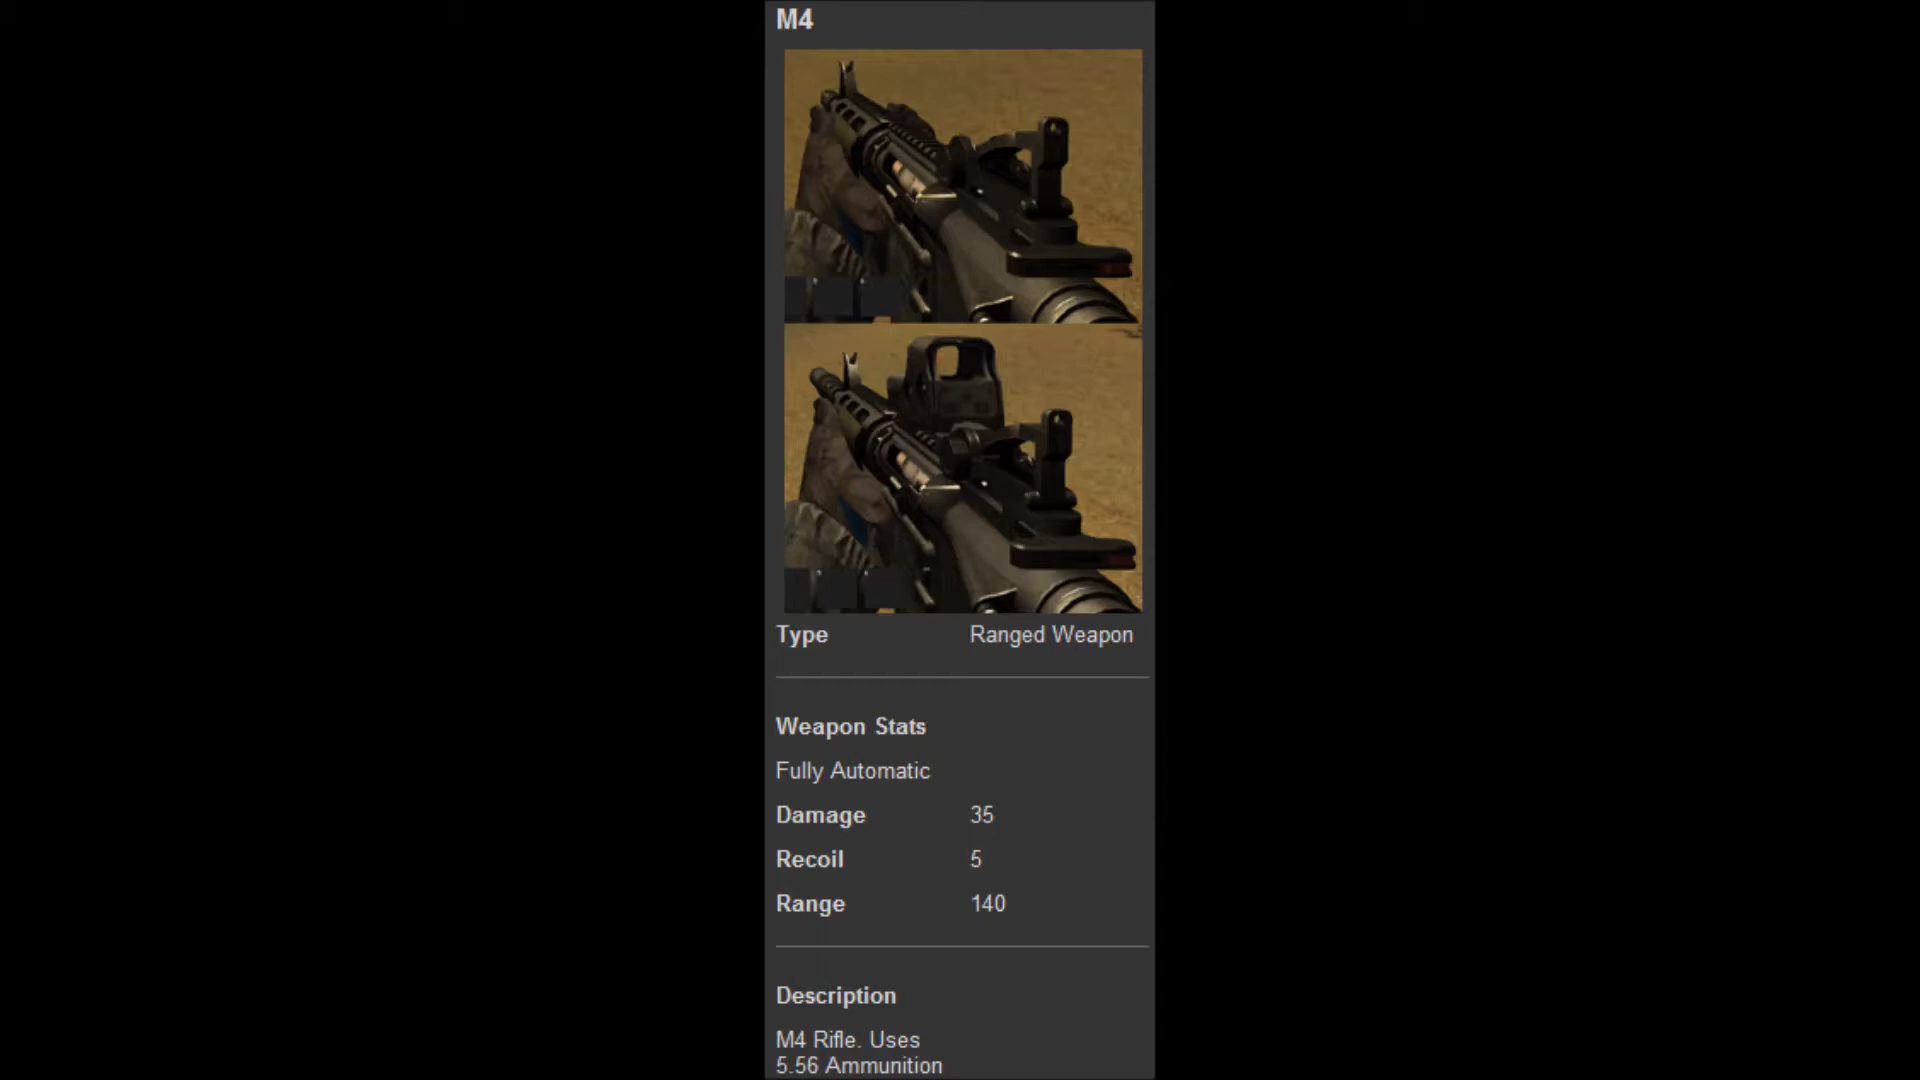 M4
Type Ranged Weapon
Weapon Stats
Fully Automatic
Damage 35
Recoil 5
Range 140
Description
M4 Rifle. Uses
5.56 Ammunition